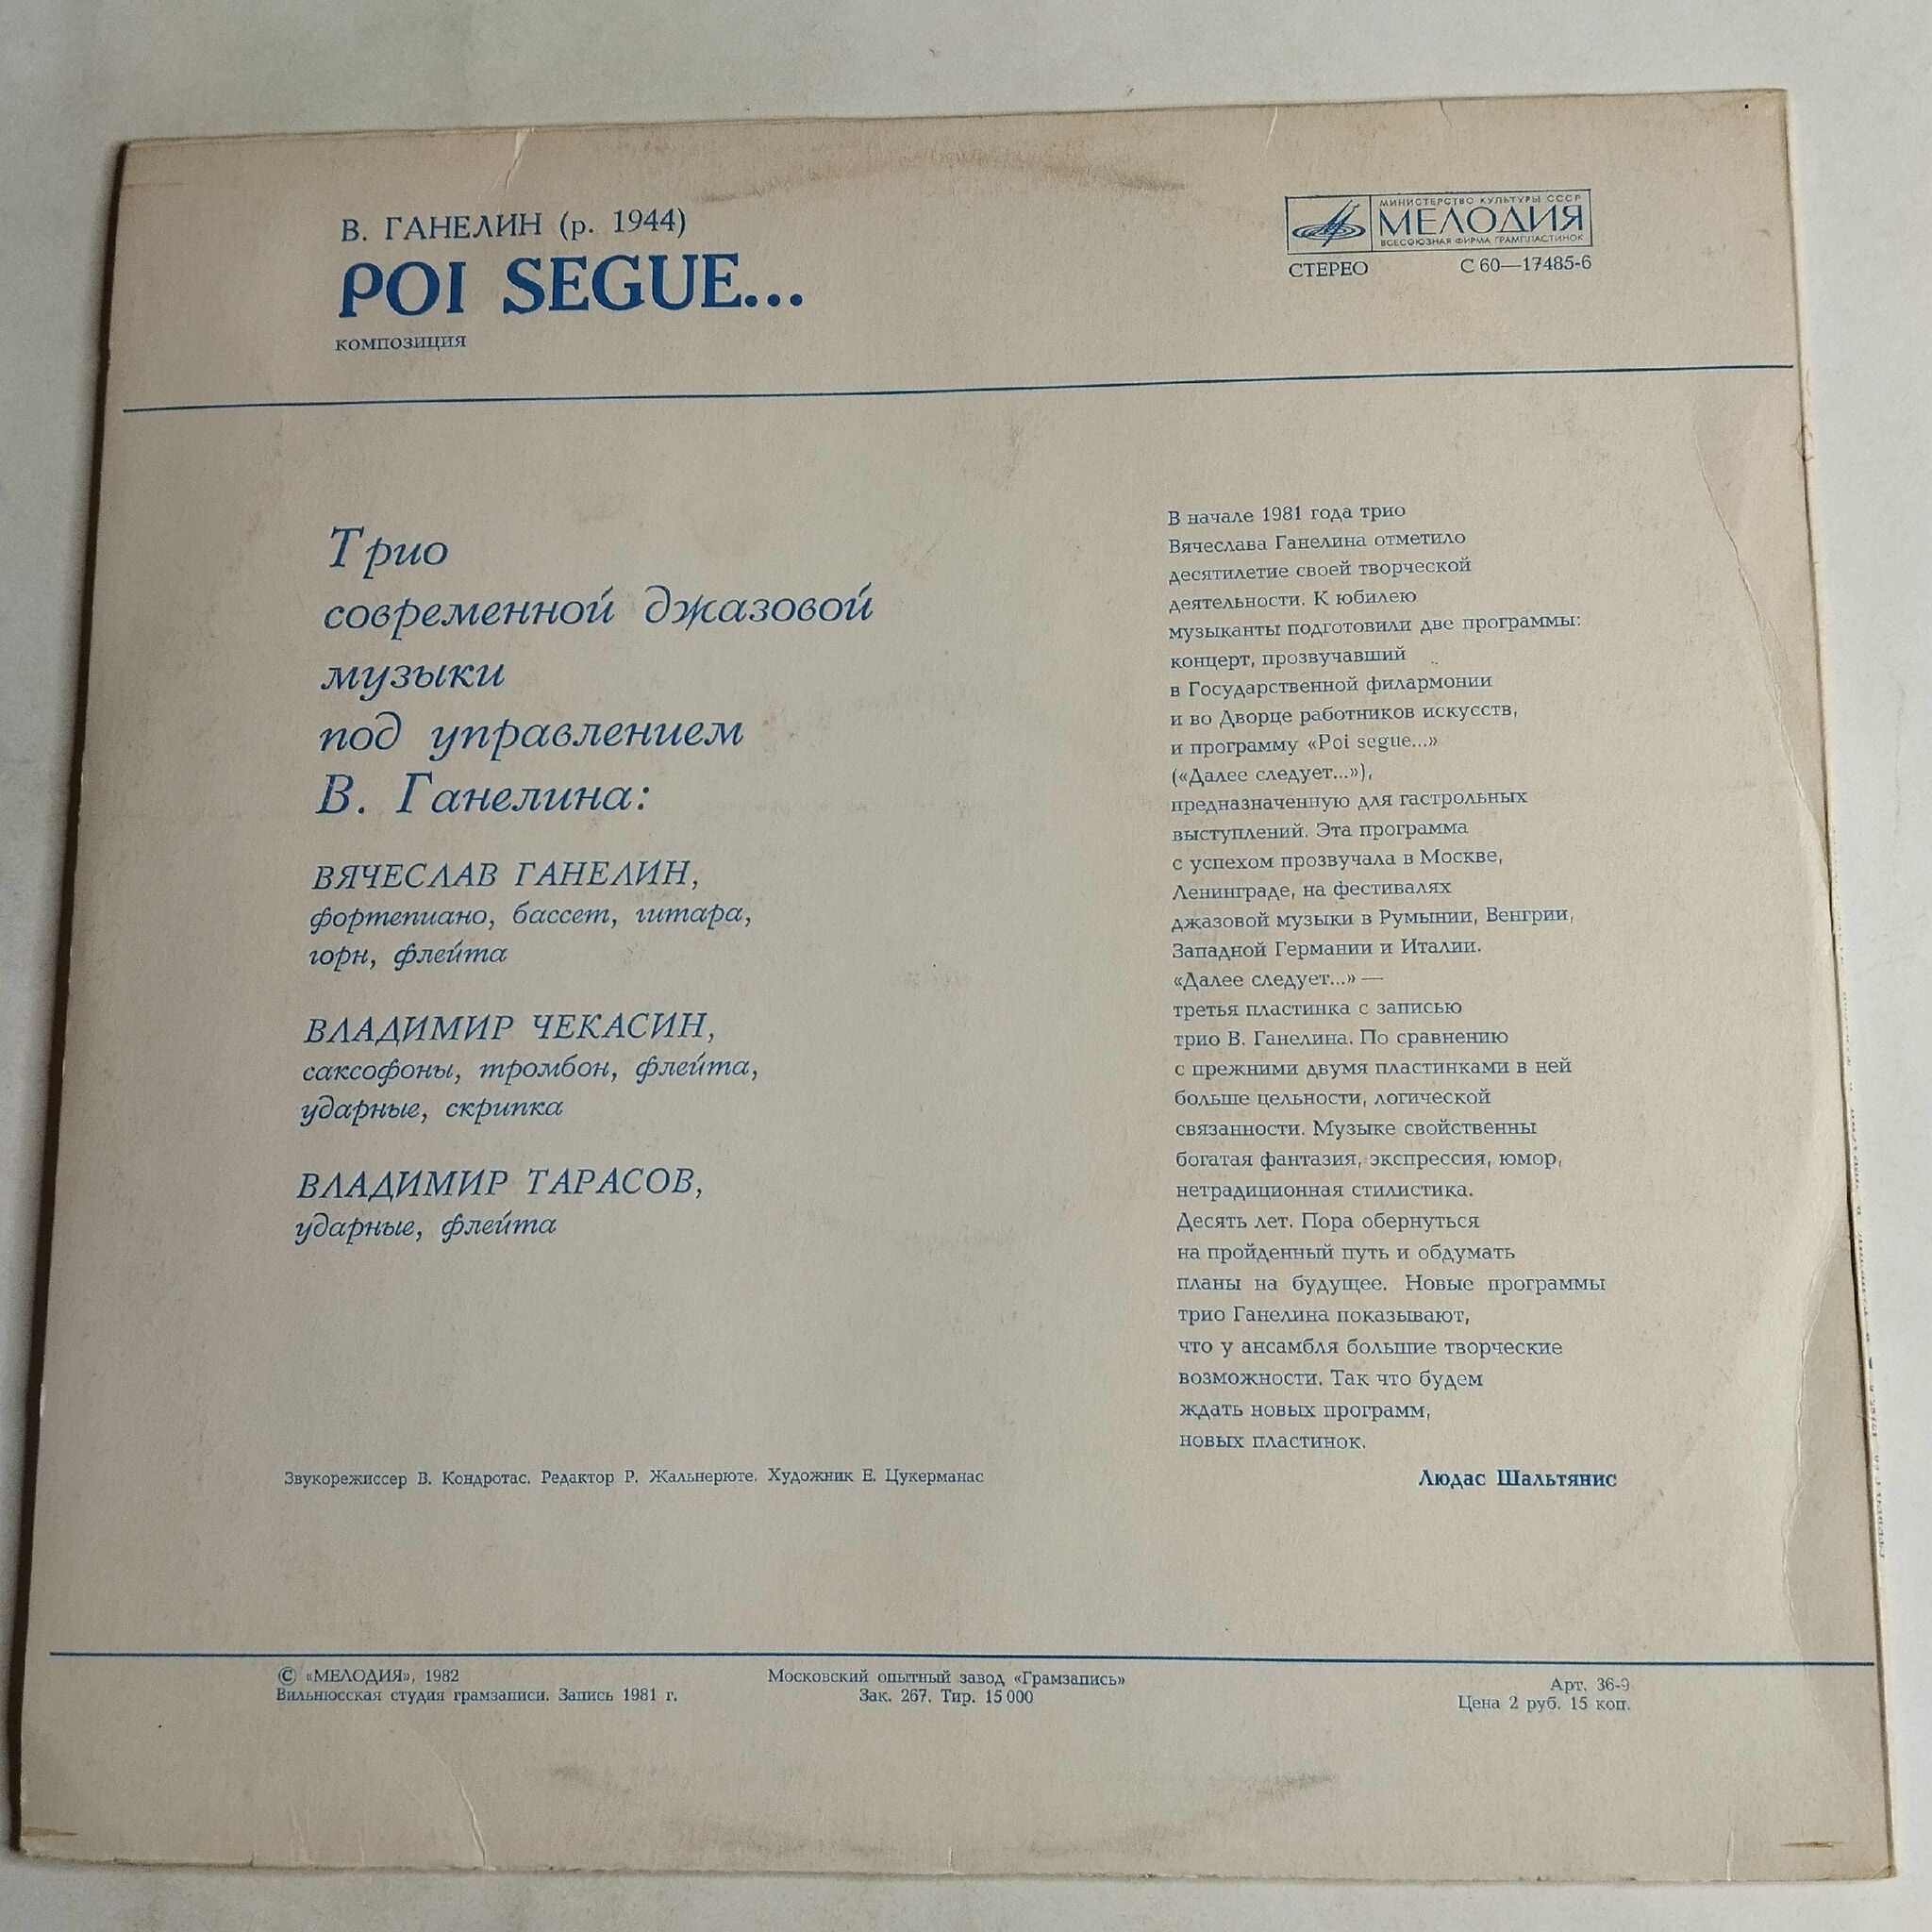 В. ГАНЕЛИН (р. 1944)
POI SEGUE...
композиция
МИНИСТЕРСТВО КУЛЬТУРЫ СССР
МЕЛОДИЯ
ВСЕСОЮЗНАЯ ФИРМА ГРАМПЛАСТИНОК
СТЕРЕО С 60—17485-6
Трио
современной джазовой
музыки
под управлением
В. Ганелина:
ВЯЧЕСЛАВ ГАНЕЛИН,
фортепиано, бассет, гитара,
горн, флейта
ВЛАДИМИР ЧЕКАСИН,
саксофоны, тромбон, флейта,
ударные, скрипка
ВЛАДИМИР ТАРАСОВ,
ударные, флейта
В начале 1981 года трио
Вячеслава Ганелина отметило
десятилетие своей творческой
деятельности. К юбилею
музыканты подготовили две программы:
концерт, прозвучавший
в Государственной филармонии
и во Дворце работников искусств,
и программу «Poi segue...»
(«Далее следует...»),
предназначенную для гастрольных
выступлений. Эта программа
с успехом прозвучала в Москве,
Ленинграде, на фестивалях
джазовой музыки в Румынии, Венгрии,
Западной Германии и Италии.
«Далее следует...» —
третья пластинка с записью
трио В. Ганелина. По сравнению
с прежними двумя пластинками в ней
больше цельности, логической
связанности. Музыке свойственны
богатая фантазия, экспрессия, юмор,
нетрадиционная стилистика.
Десять лет. Пора обернуться
на пройденный путь и обдумать
планы на будущее. Новые программы
трио Ганелина показывают,
что у ансамбля большие творческие
возможности. Так что будем
ждать новых программ,
новых пластинок.
Людас Шальтянис
Звукорежиссер В. Кондротас. Редактор Р. Жальнерюте. Художник Е. Цукерманас
© «МЕЛОДИЯ», 1982
Вильнюсская студия грамзаписи. Запись 1981 г.
Московский опытный завод «Грамзапись»
Зак. 267. Тир. 15 000
Арт. 36-9
Цена 2 руб. 15 коп.